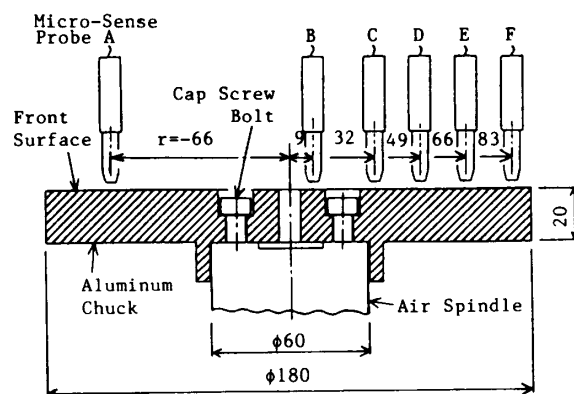 Micro-Sense
Probe A
B
C
D
E
F
Cap Screw
Bolt
Front
Surface
r=-66
9
32
49
66
83
20
Aluminum
Chuck
Air Spindle
ϕ60
ϕ180